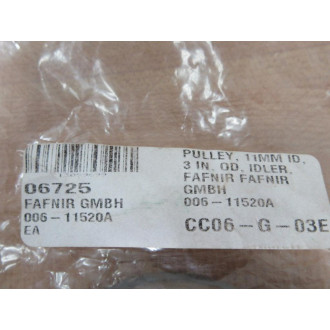 06725
FAFNIR GMBH
006-11520A
EA
PULLEY, 11MM ID,
3 IN. OD, IDLER,
FAFNIR FAFNIR
GMBH
006-11520A
CC06-G-03E